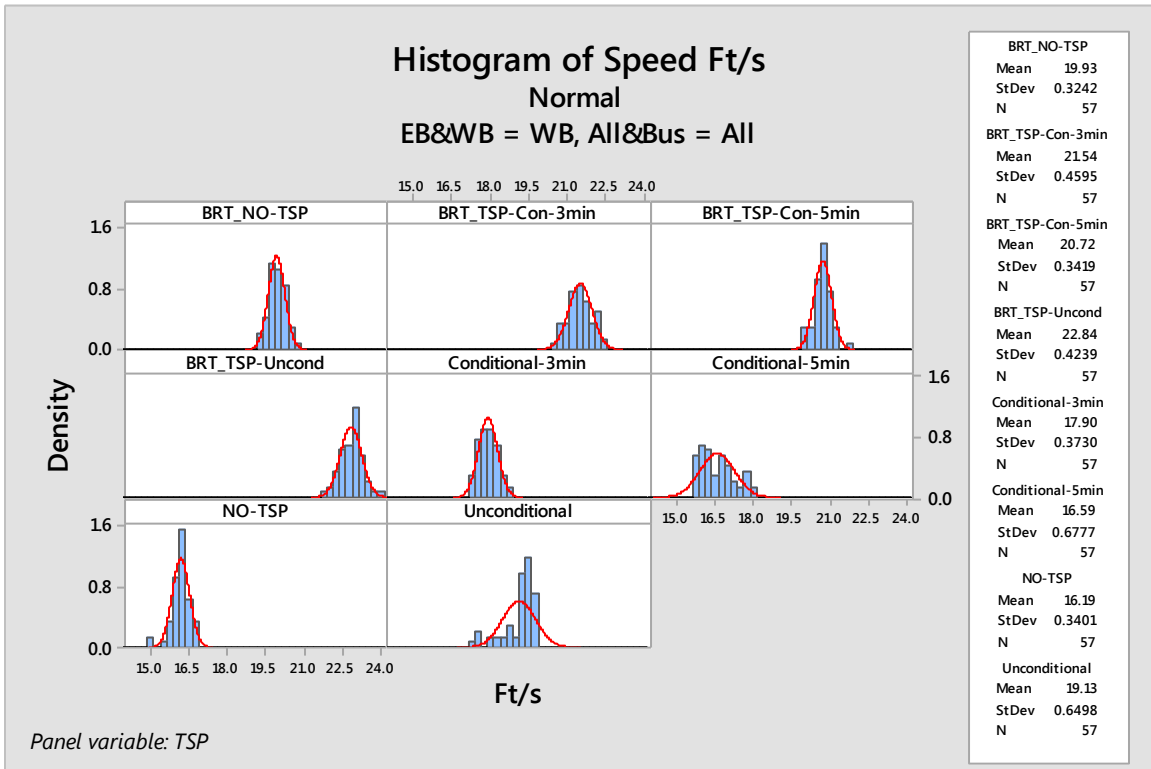 Histogram of Speed Ft/s
Normal
EB&WB = WB, All&Bus = All
15.0 16.5 18.0 19.5 21.0 22.5 24.0
BRT_NO-TSP BRT_TSP-Con-3min BRT_TSP-Con-5min
1.6
0.8
0.0
BRT_TSP-Uncond Conditional-3min Conditional-5min
1.6
0.8
0.0
15.0 16.5 18.0 19.5 21.0 22.5 24.0
NO-TSP Unconditional
1.6
0.8
0.0
15.0 16.5 18.0 19.5 21.0 22.5 24.0
Density
Ft/s
Panel variable: TSP
BRT_NO-TSP
Mean 19.93
StDev 0.3242
N 57
BRT_TSP-Con-3min
Mean 21.54
StDev 0.4595
N 57
BRT_TSP-Con-5min
Mean 20.72
StDev 0.3419
N 57
BRT_TSP-Uncond
Mean 22.84
StDev 0.4239
N 57
Conditional-3min
Mean 17.90
StDev 0.3730
N 57
Conditional-5min
Mean 16.59
StDev 0.6777
N 57
NO-TSP
Mean 16.19
StDev 0.3401
N 57
Unconditional
Mean 19.13
StDev 0.6498
N 57